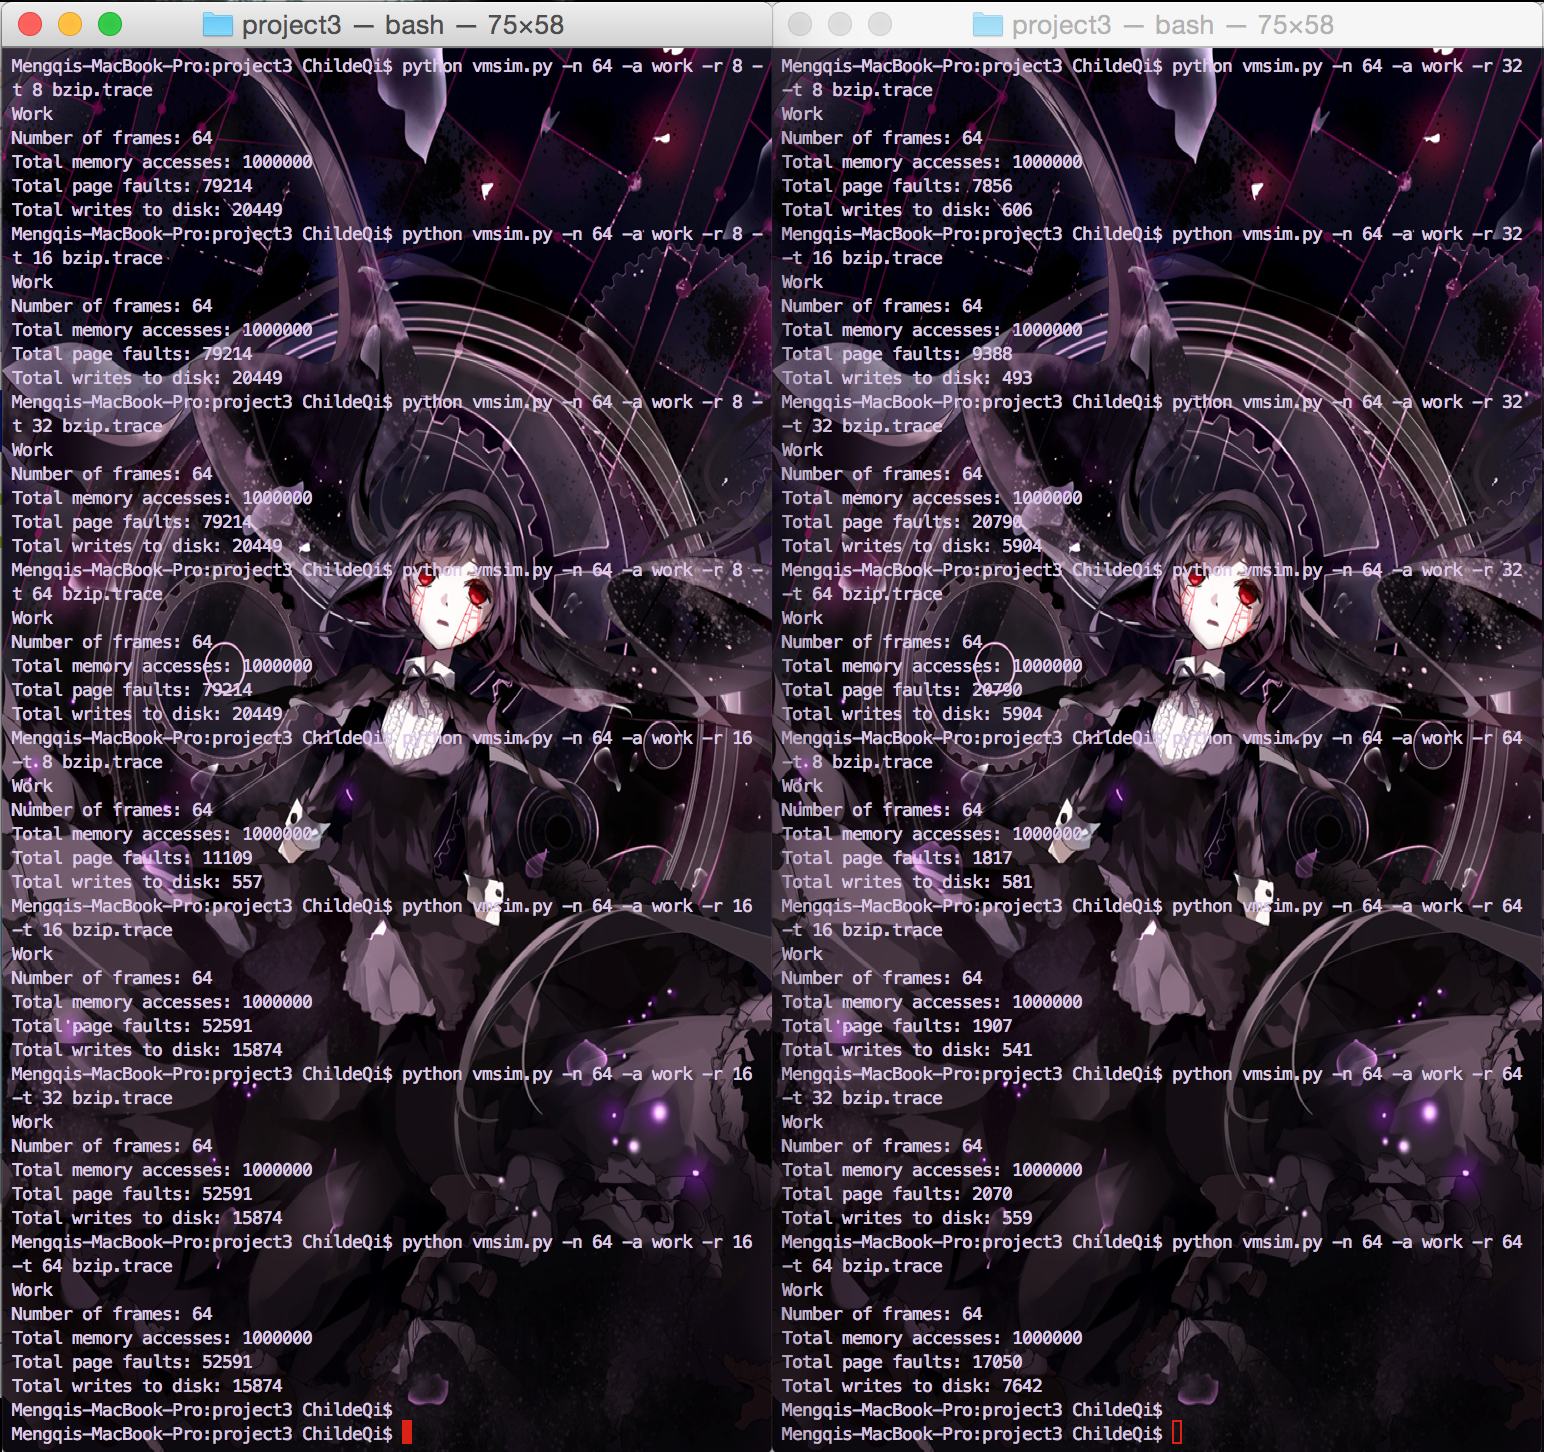 project3 — bash — 75×58
Mengqis-MacBook-Pro:project3 ChildeQi$ python vmsim.py -n 64 -a work -r 8 -
t 8 bzip.trace
Work
Number of frames: 64
Total memory accesses: 1000000
Total page faults: 79214
Total writes to disk: 20449
Mengqis-MacBook-Pro:project3 ChildeQi$ python vmsim.py -n 64 -a work -r 8 -
t 16 bzip.trace
Work
Number of frames: 64
Total memory accesses: 1000000
Total page faults: 79214
Total writes to disk: 20449
Mengqis-MacBook-Pro:project3 ChildeQi$ python vmsim.py -n 64 -a work -r 8 -
t 32 bzip.trace
Work
Number of frames: 64
Total memory accesses: 1000000
Total page faults: 79214
Total writes to disk: 20449
Mengqis-MacBook-Pro:project3 ChildeQi$ python vmsim.py -n 64 -a work -r 8 -
t 64 bzip.trace
Work
Number of frames: 64
Total memory accesses: 1000000
Total page faults: 79214
Total writes to disk: 20449
Mengqis-MacBook-Pro:project3 ChildeQi$ python vmsim.py -n 64 -a work -r 16
-t 8 bzip.trace
Work
Number of frames: 64
Total memory accesses: 1000000
Total page faults: 11109
Total writes to disk: 557
Mengqis-MacBook-Pro:project3 ChildeQi$ python vmsim.py -n 64 -a work -r 16
-t 16 bzip.trace
Work
Number of frames: 64
Total memory accesses: 1000000
Total page faults: 52591
Total writes to disk: 15874
Mengqis-MacBook-Pro:project3 ChildeQi$ python vmsim.py -n 64 -a work -r 16
-t 32 bzip.trace
Work
Number of frames: 64
Total memory accesses: 1000000
Total page faults: 52591
Total writes to disk: 15874
Mengqis-MacBook-Pro:project3 ChildeQi$ python vmsim.py -n 64 -a work -r 16
-t 64 bzip.trace
Work
Number of frames: 64
Total memory accesses: 1000000
Total page faults: 52591
Total writes to disk: 15874
Mengqis-MacBook-Pro:project3 ChildeQi$
Mengqis-MacBook-Pro:project3 ChildeQi$
project3 — bash — 75×58
Mengqis-MacBook-Pro:project3 ChildeQi$ python vmsim.py -n 64 -a work -r 32
-t 8 bzip.trace
Work
Number of frames: 64
Total memory accesses: 1000000
Total page faults: 7856
Total writes to disk: 606
Mengqis-MacBook-Pro:project3 ChildeQi$ python vmsim.py -n 64 -a work -r 32
-t 16 bzip.trace
Work
Number of frames: 64
Total memory accesses: 1000000
Total page faults: 9388
Total writes to disk: 493
Mengqis-MacBook-Pro:project3 ChildeQi$ python vmsim.py -n 64 -a work -r 32
-t 32 bzip.trace
Work
Number of frames: 64
Total memory accesses: 1000000
Total page faults: 20790
Total writes to disk: 5904
Mengqis-MacBook-Pro:project3 ChildeQi$ python vmsim.py -n 64 -a work -r 32
-t 64 bzip.trace
Work
Number of frames: 64
Total memory accesses: 1000000
Total page faults: 20790
Total writes to disk: 5904
Mengqis-MacBook-Pro:project3 ChildeQi$ python vmsim.py -n 64 -a work -r 64
-t 8 bzip.trace
Work
Number of frames: 64
Total memory accesses: 1000000
Total page faults: 1817
Total writes to disk: 581
Mengqis-MacBook-Pro:project3 ChildeQi$ python vmsim.py -n 64 -a work -r 64
-t 16 bzip.trace
Work
Number of frames: 64
Total memory accesses: 1000000
Total page faults: 1907
Total writes to disk: 541
Mengqis-MacBook-Pro:project3 ChildeQi$ python vmsim.py -n 64 -a work -r 64
-t 32 bzip.trace
Work
Number of frames: 64
Total memory accesses: 1000000
Total page faults: 2070
Total writes to disk: 559
Mengqis-MacBook-Pro:project3 ChildeQi$ python vmsim.py -n 64 -a work -r 64
-t 64 bzip.trace
Work
Number of frames: 64
Total memory accesses: 1000000
Total page faults: 17050
Total writes to disk: 7642
Mengqis-MacBook-Pro:project3 ChildeQi$
Mengqis-MacBook-Pro:project3 ChildeQi$